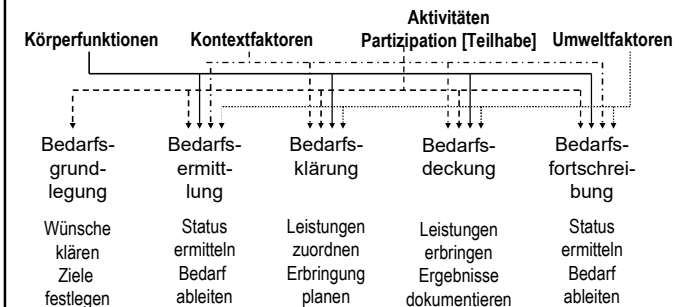 Aktivitäten
Körperfunktionen Kontextfaktoren Partizipation [Teilhabe] Umweltfaktoren
Bedarfs-
grund-
legung
Wünsche
klären
Ziele
festlegen
Bedarfs-
ermitt-
lung
Status
ermitteln
Bedarf
ableiten
Bedarfs-
klärung
Leistungen
zuordnen
Erbringung
planen
Bedarfs-
deckung
Leistungen
erbringen
Ergebnisse
dokumentieren
Bedarfs-
fortschrei-
bung
Status
ermitteln
Bedarf
ableiten